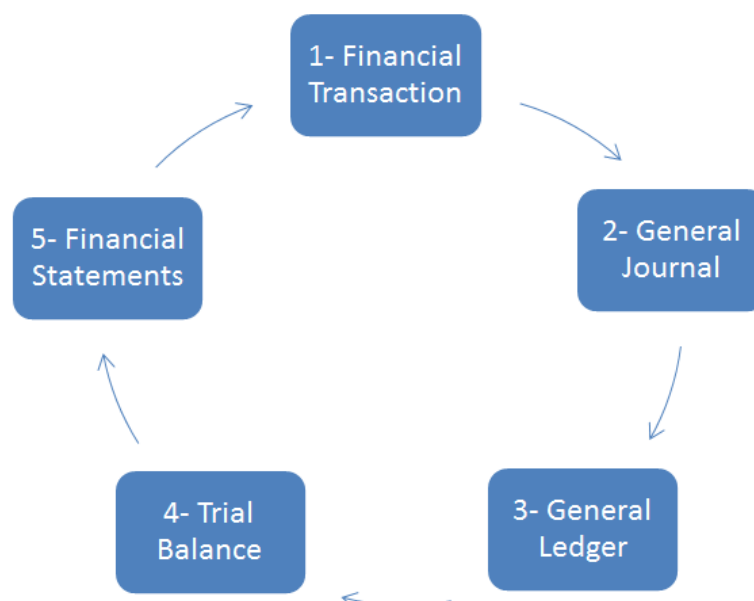 1- Financial
Transaction
2- General
Journal
3- General
Ledger
4- Trial
Balance
5- Financial
Statements